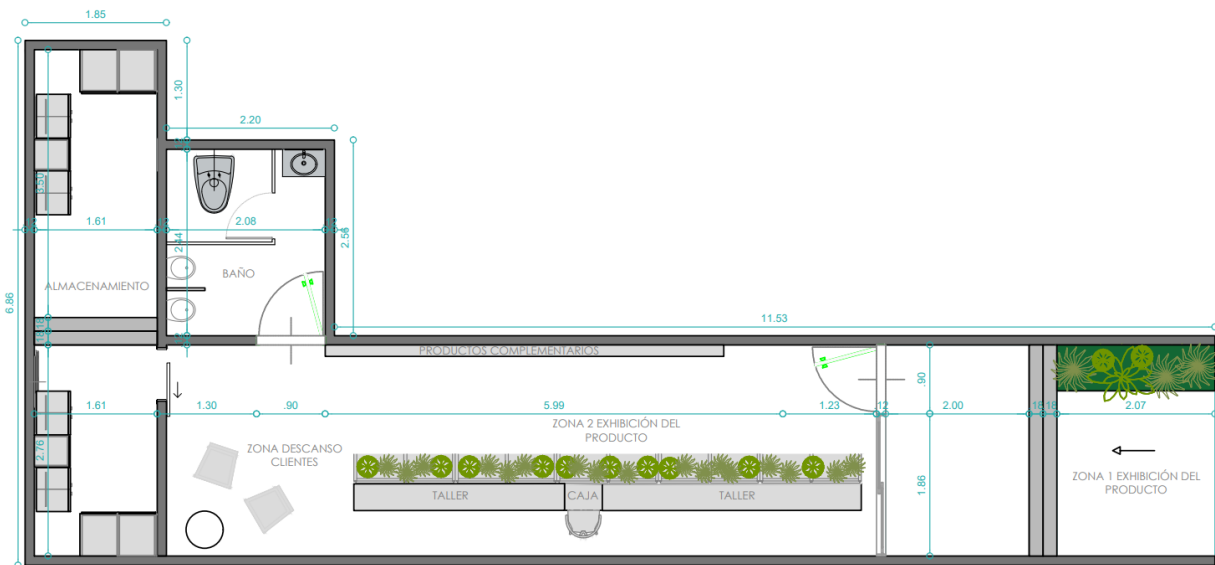 1.85
1.30
2.20
3.50
1.61
2.08
2.44
2.56
BAÑO
ALMACENAMIENTO
6.86
11.53
PRODUCTOS COMPLEMENTARIOS
.90
1.61
1.30
.90
5.99
1.23
12
2.00
18
18
2.07
ZONA 2 EXHIBICIÓN DEL
PRODUCTO
ZONA DESCANSO
CLIENTES
2.76
ZONA 1 EXHIBICIÓN DEL
PRODUCTO
TALLER
CAJA
TALLER
1.86